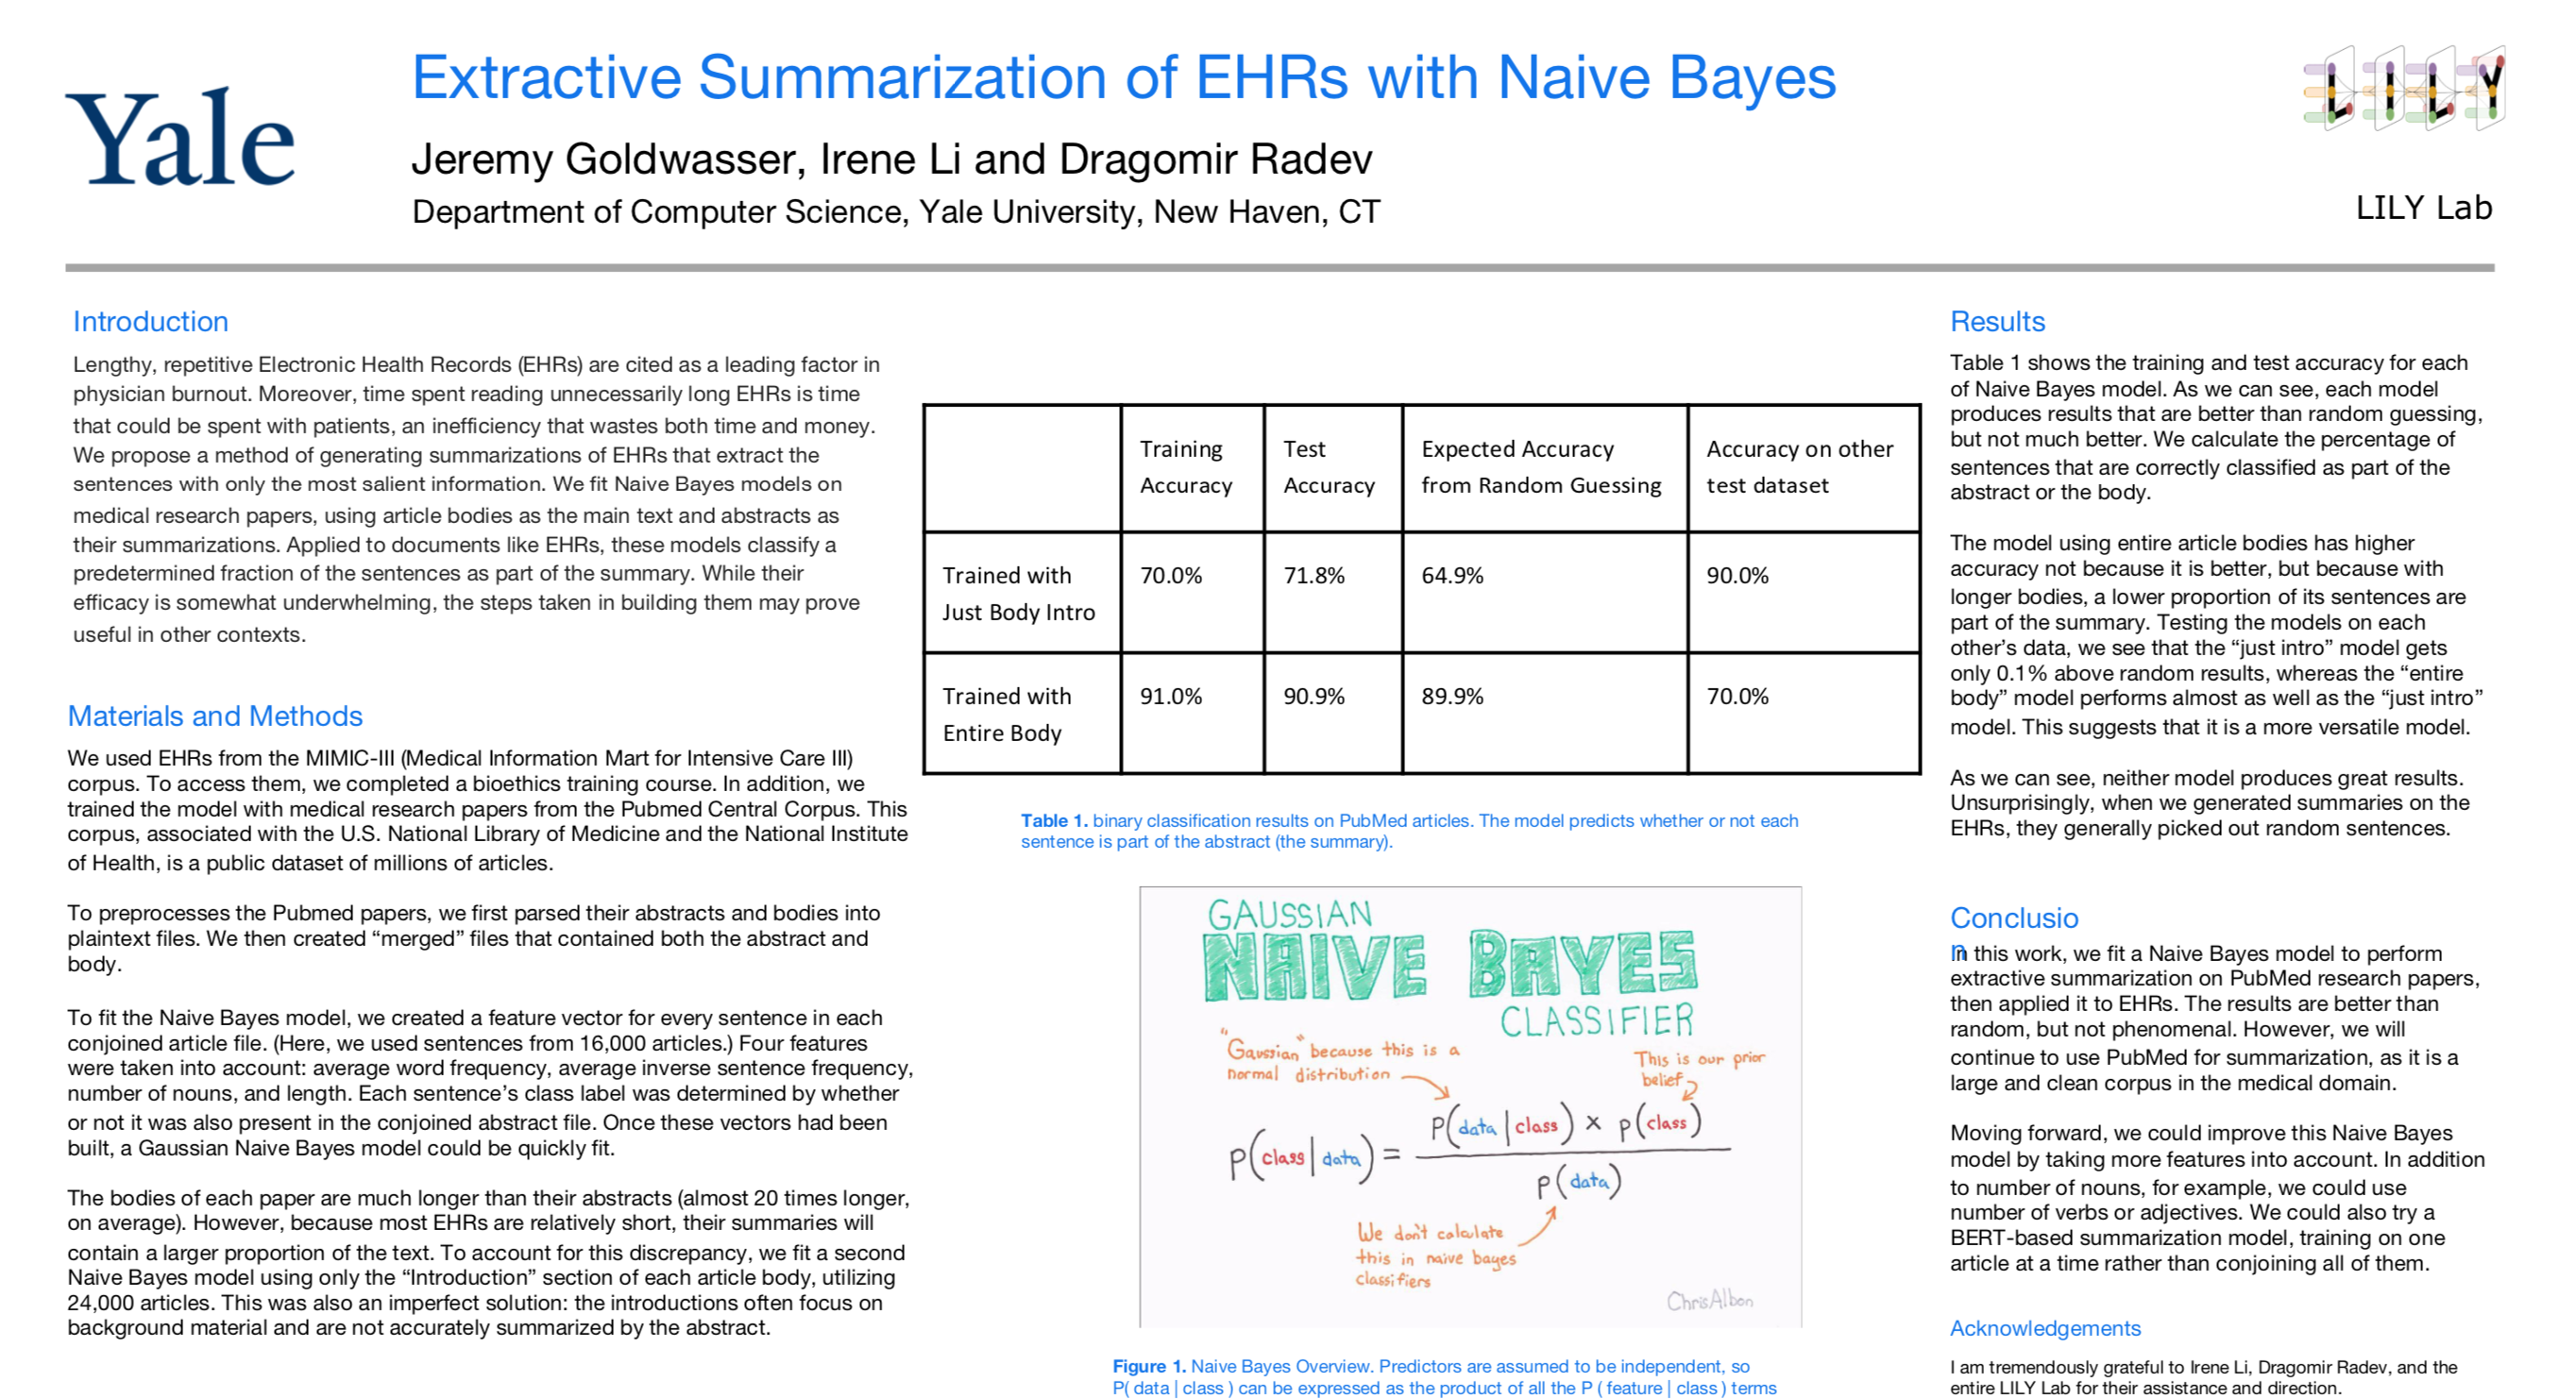 Yale
Extractive Summarization of EHRs with Naive Bayes
Jeremy Goldwasser, Irene Li and Dragomir Radev
Department of Computer Science, Yale University, New Haven, CT
LILY
LILY Lab
Introduction
Lengthy, repetitive Electronic Health Records (EHRs) are cited as a leading factor in
physician burnout. Moreover, time spent reading unnecessarily long EHRs is time
that could be spent with patients, an inefficiency that wastes both time and money.
We propose a method of generating summarizations of EHRs that extract the
sentences with only the most salient information. We fit Naive Bayes models on
medical research papers, using article bodies as the main text and abstracts as
their summarizations. Applied to documents like EHRs, these models classify a
predetermined fraction of the sentences as part of the summary. While their
efficacy is somewhat underwhelming, the steps taken in building them may prove
useful in other contexts.
Materials and Methods
We used EHRs from the MIMIC-III (Medical Information Mart for Intensive Care III)
corpus. To access them, we completed a bioethics training course. In addition, we
trained the model with medical research papers from the Pubmed Central Corpus. This
corpus, associated with the U.S. National Library of Medicine and the National Institute
of Health, is a public dataset of millions of articles.
To preprocesses the Pubmed papers, we first parsed their abstracts and bodies into
plaintext files. We then created “merged” files that contained both the abstract and
body.
To fit the Naive Bayes model, we created a feature vector for every sentence in each
conjoined article file. (Here, we used sentences from 16,000 articles.) Four features
were taken into account: average word frequency, average inverse sentence frequency,
number of nouns, and length. Each sentence’s class label was determined by whether
or not it was also present in the conjoined abstract file. Once these vectors had been
built, a Gaussian Naive Bayes model could be quickly fit.
The bodies of each paper are much longer than their abstracts (almost 20 times longer,
on average). However, because most EHRs are relatively short, their summaries will
contain a larger proportion of the text. To account for this discrepancy, we fit a second
Naive Bayes model using only the “Introduction” section of each article body, utilizing
24,000 articles. This was also an imperfect solution: the introductions often focus on
background material and are not accurately summarized by the abstract.
Training Accuracy
Test Accuracy
Expected Accuracy from Random Guessing
Accuracy on other test dataset
Trained with Just Body Intro
70.0%
71.8%
64.9%
90.0%
Trained with Entire Body
91.0%
90.9%
89.9%
70.0%
Table 1. binary classification results on PubMed articles. The model predicts whether or not each
sentence is part of the abstract (the summary).
GAUSSIAN
NAIVE BAYES
CLASSIFIER
"Gaussian" because this is a
normal distribution
This is our prior
belief
P(class|data) = P(data|class) × P(class)
P(data)
We don't calculate
this in naive bayes
classifiers
ChrisAlbon
Figure 1. Naive Bayes Overview. Predictors are assumed to be independent, so
P( data | class ) can be expressed as the product of all the P ( feature | class ) terms
Results
Table 1 shows the training and test accuracy for each
of Naive Bayes model. As we can see, each model
produces results that are better than random guessing,
but not much better. We calculate the percentage of
sentences that are correctly classified as part of the
abstract or the body.
The model using entire article bodies has higher
accuracy not because it is better, but because with
longer bodies, a lower proportion of its sentences are
part of the summary. Testing the models on each
other’s data, we see that the “just intro” model gets
only 0.1% above random results, whereas the “entire
body” model performs almost as well as the “just intro”
model. This suggests that it is a more versatile model.
As we can see, neither model produces great results.
Unsurprisingly, when we generated summaries on the
EHRs, they generally picked out random sentences.
Conclusio
n
In this work, we fit a Naive Bayes model to perform
extractive summarization on PubMed research papers,
then applied it to EHRs. The results are better than
random, but not phenomenal. However, we will
continue to use PubMed for summarization, as it is a
large and clean corpus in the medical domain.
Moving forward, we could improve this Naive Bayes
model by taking more features into account. In addition
to number of nouns, for example, we could use
number of verbs or adjectives. We could also try a
BERT-based summarization model, training on one
article at a time rather than conjoining all of them.
Acknowledgements
I am tremendously grateful to Irene Li, Dragomir Radev, and the
entire LILY Lab for their assistance and direction.